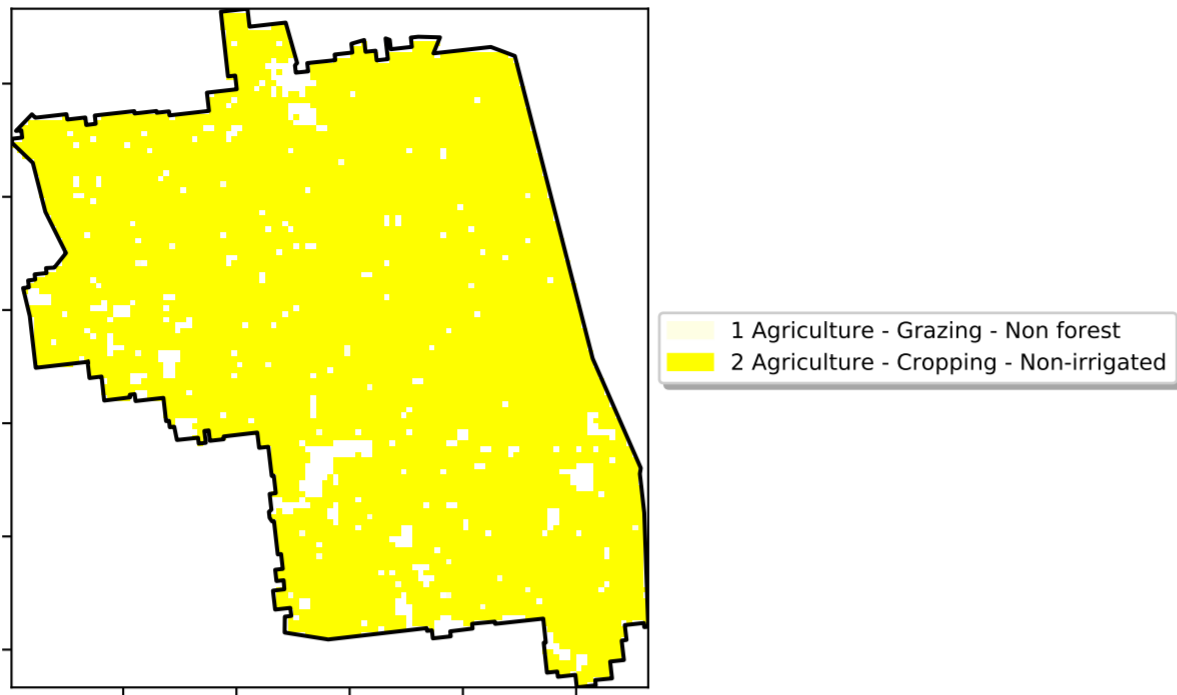 1 Agriculture - Grazing - Non forest
2 Agriculture - Cropping - Non-irrigated